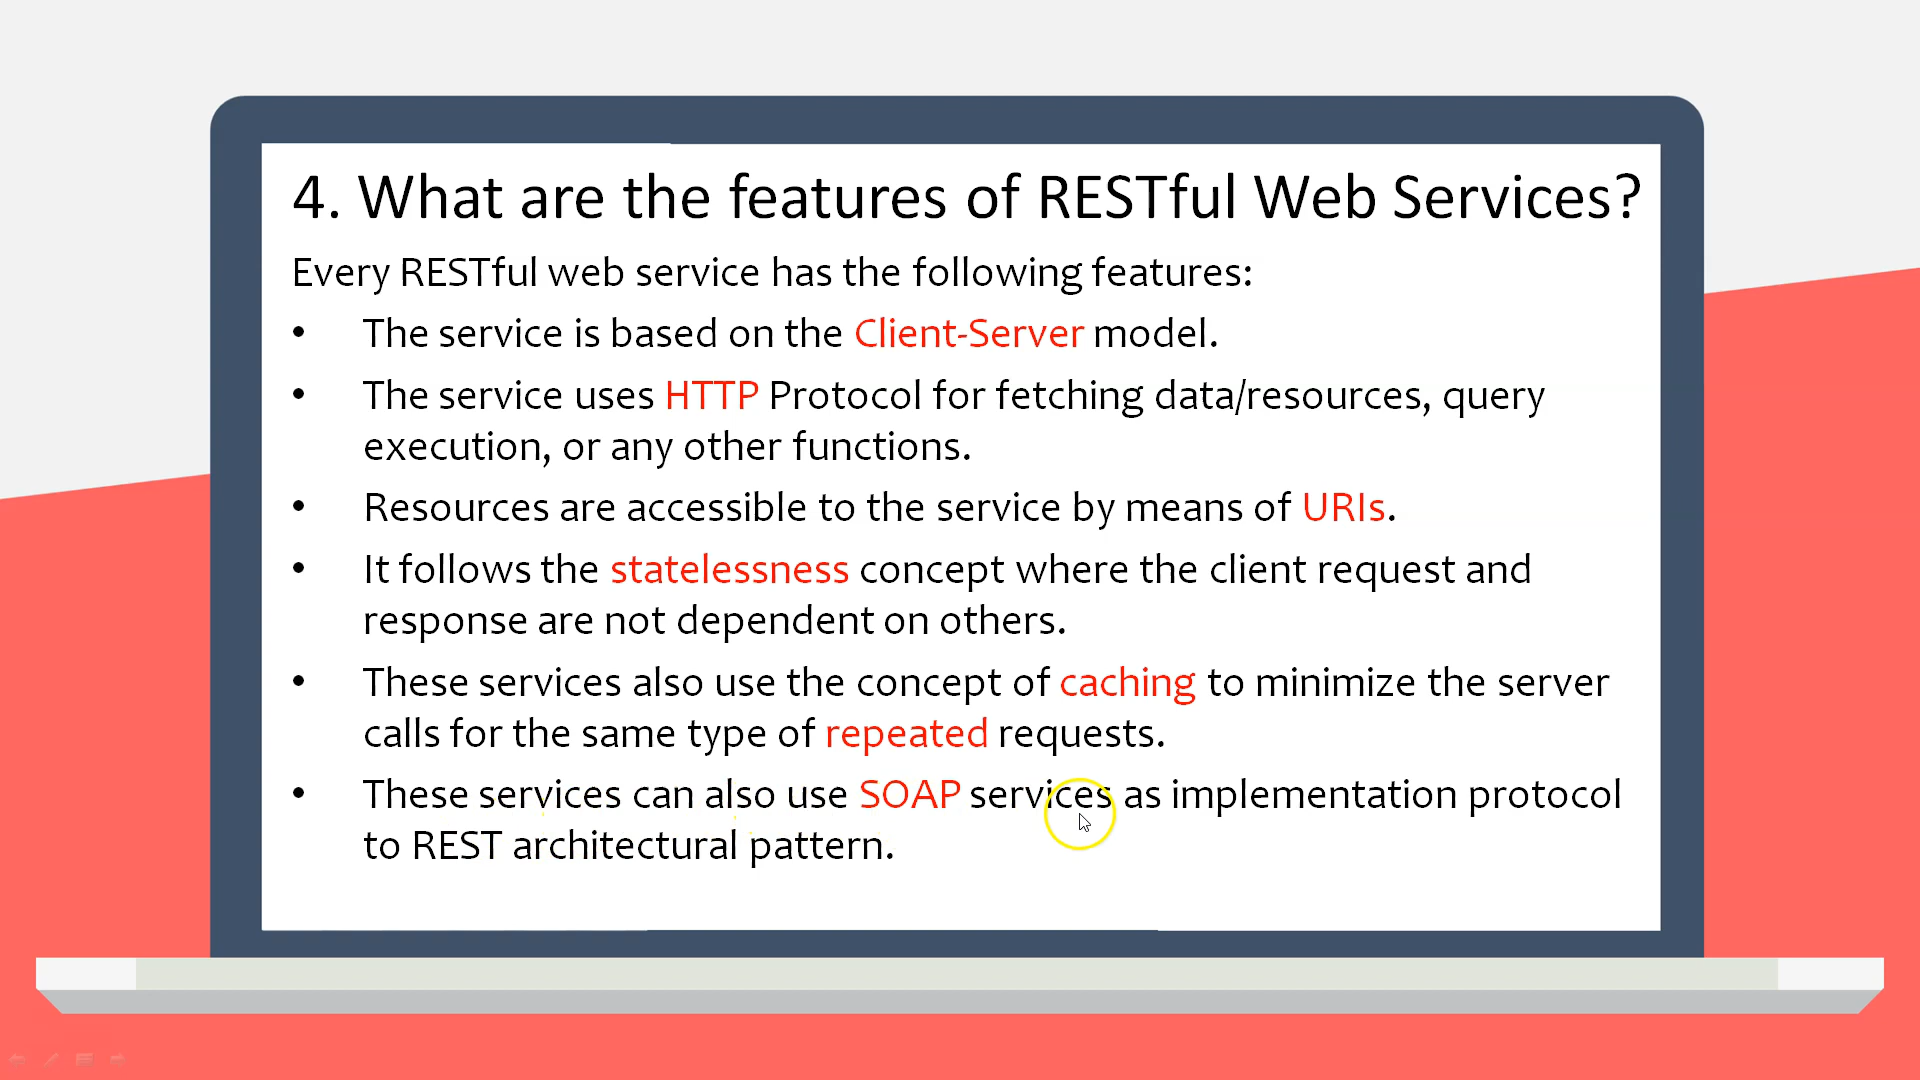 4. What are the features of RESTful Web Services?
Every RESTful web service has the following features:
• The service is based on the Client-Server model.
• The service uses HTTP Protocol for fetching data/resources, query
execution, or any other functions.
• Resources are accessible to the service by means of URIs.
• It follows the statelessness concept where the client request and
response are not dependent on others.
• These services also use the concept of caching to minimize the server
calls for the same type of repeated requests.
• These services can also use SOAP services as implementation protocol
to REST architectural pattern.